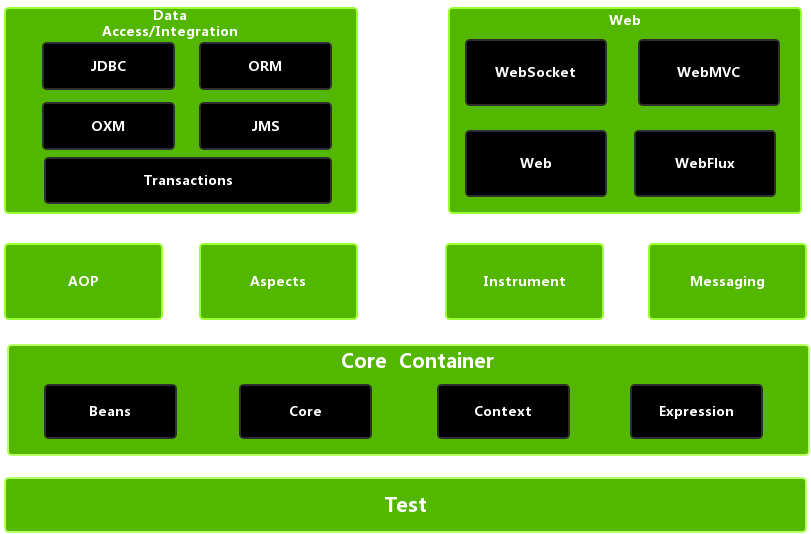 Data
Access/Integration
JDBC
ORM
OXM
JMS
Transactions
Web
WebSocket
WebMVC
Web
WebFlux
AOP
Aspects
Instrument
Messaging
Core Container
Beans
Core
Context
Expression
Test